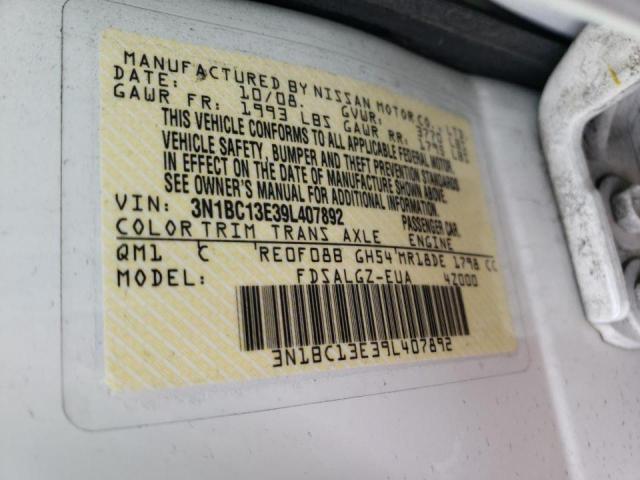 MANUFACTURED BY NISSAN MOTOR CO., LTD.
DATE: 10/08. GVWR:
GAWR FR: 1993 LBS GAWR RR:
THIS VEHICLE CONFORMS TO ALL APPLICABLE FEDERAL MOTOR
VEHICLE SAFETY, BUMPER AND THEFT PREVENTION STANDARDS
IN EFFECT ON THE DATE OF MANUFACTURE SHOWN ABOVE.
SEE OWNER'S MANUAL FOR ADDITIONAL INFORMATION.
VIN: 3N1BC13E39L407892 PASSENGER CAR
COLOR TRIM TRANS AXLE ENGINE
QM1 C RE0F08B GH54 MR18DE 1798 CC
FDSALGZ-EUA 4Z000
3N1BC13E39L407892